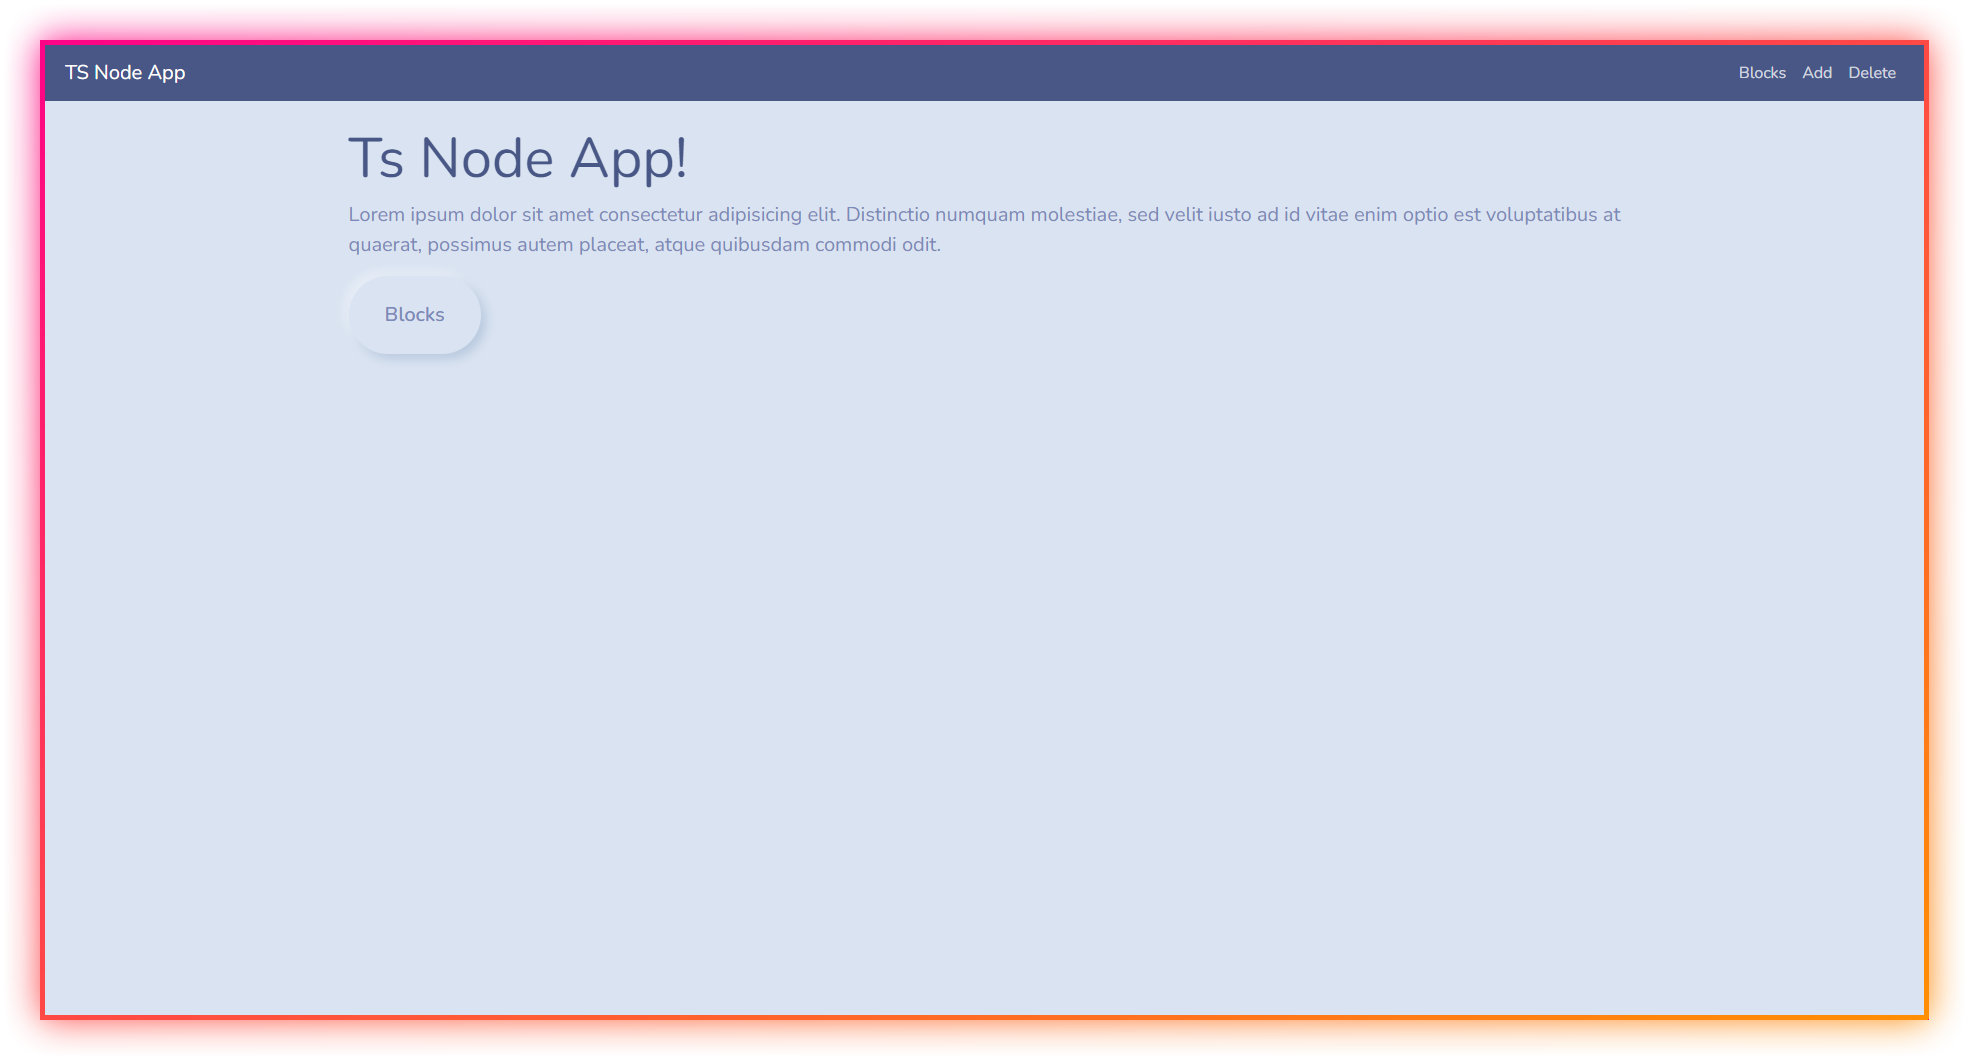 TS Node App
Blocks Add Delete
Ts Node App!
Lorem ipsum dolor sit amet consectetur adipisicing elit. Distinctio numquam molestiae, sed velit iusto ad id vitae enim optio est voluptatibus at
quaerat, possimus autem placeat, atque quibusdam commodi odit.
Blocks